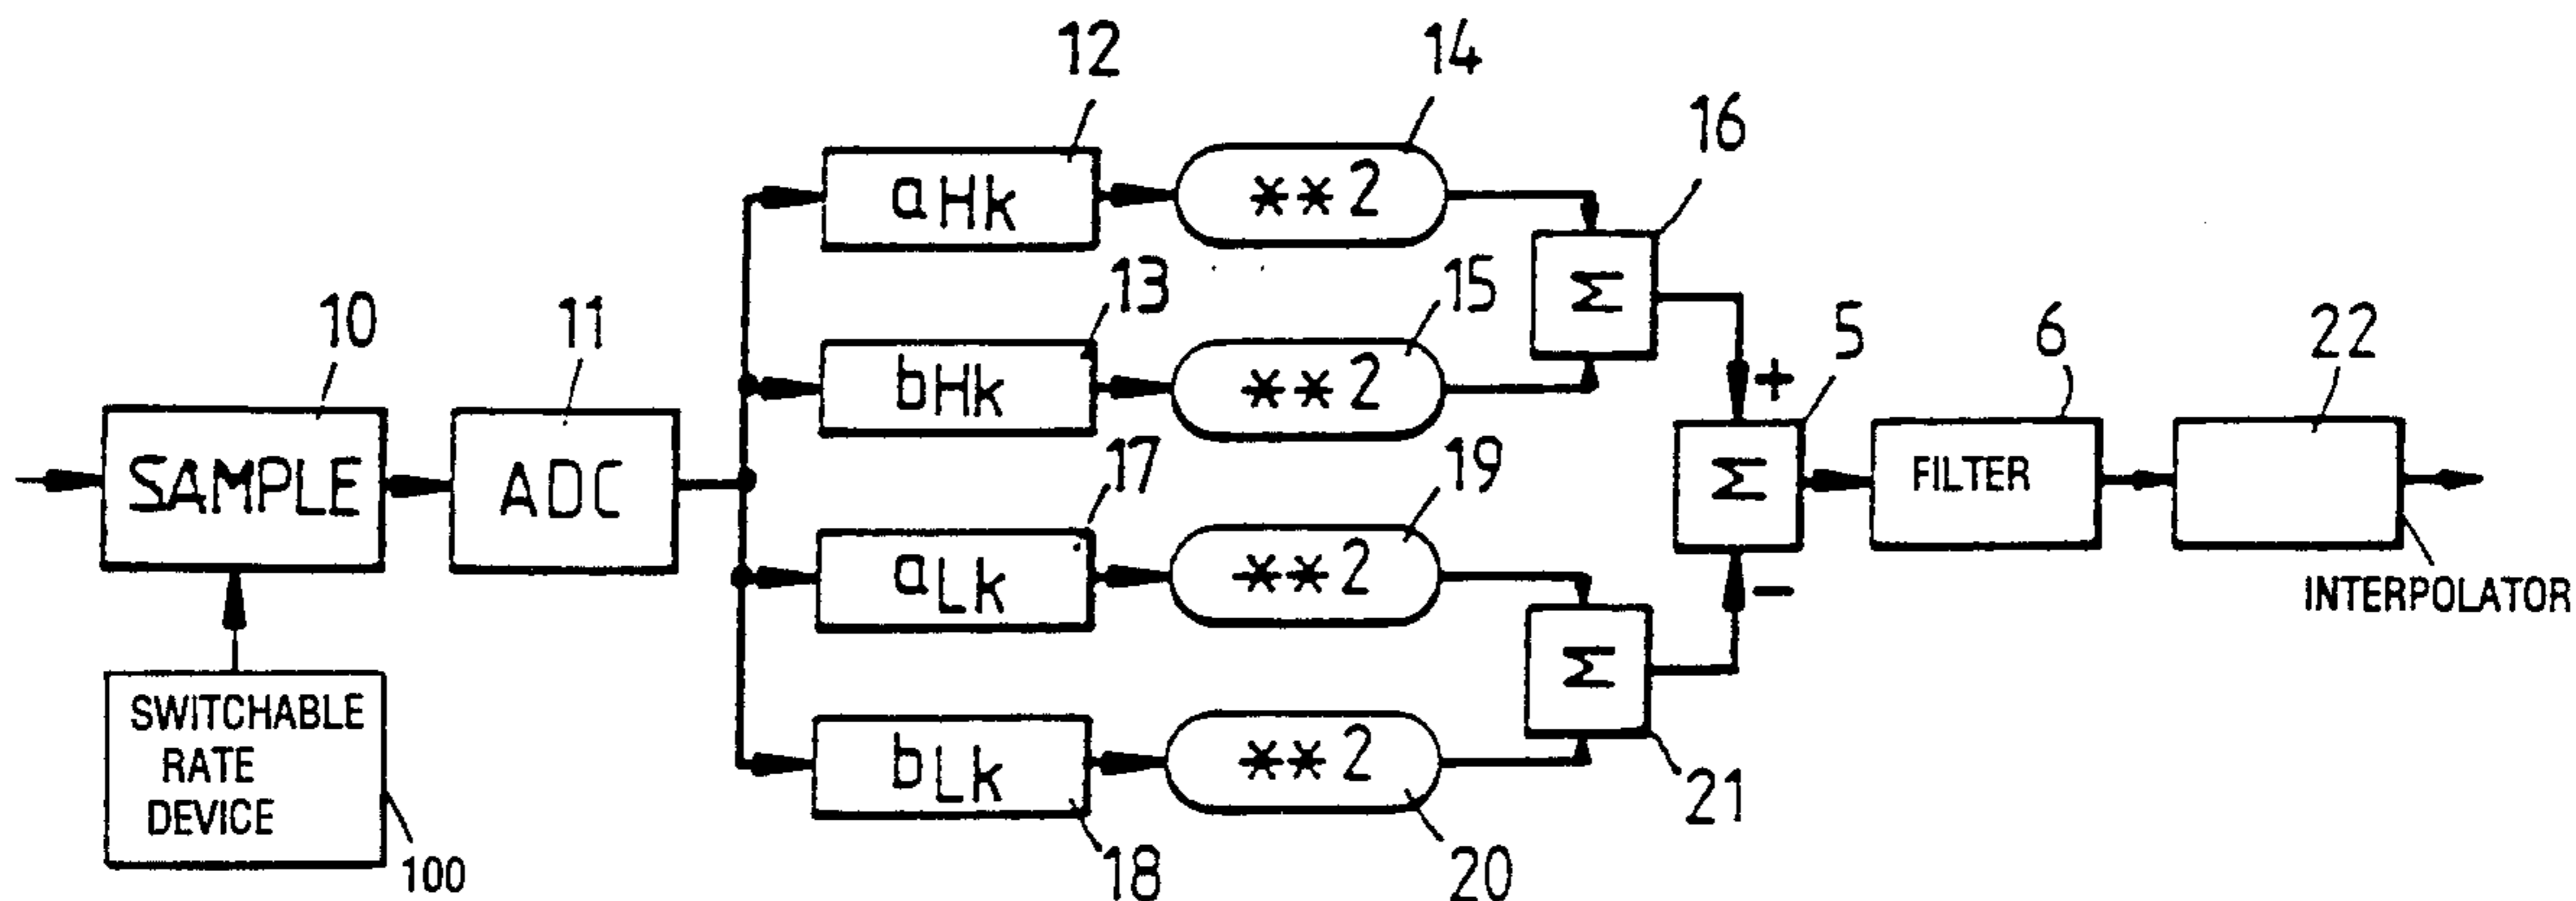 12
14
16
aHk
**2
Σ
10
11
13
15
5
6
22
bHk
**2
+
SAMPLE
ADC
17
19
Σ
FILTER
aLk
**2
−
INTERPOLATOR
Σ
SWITCHABLE
RATE
DEVICE
bLk
**2
21
100
18
20